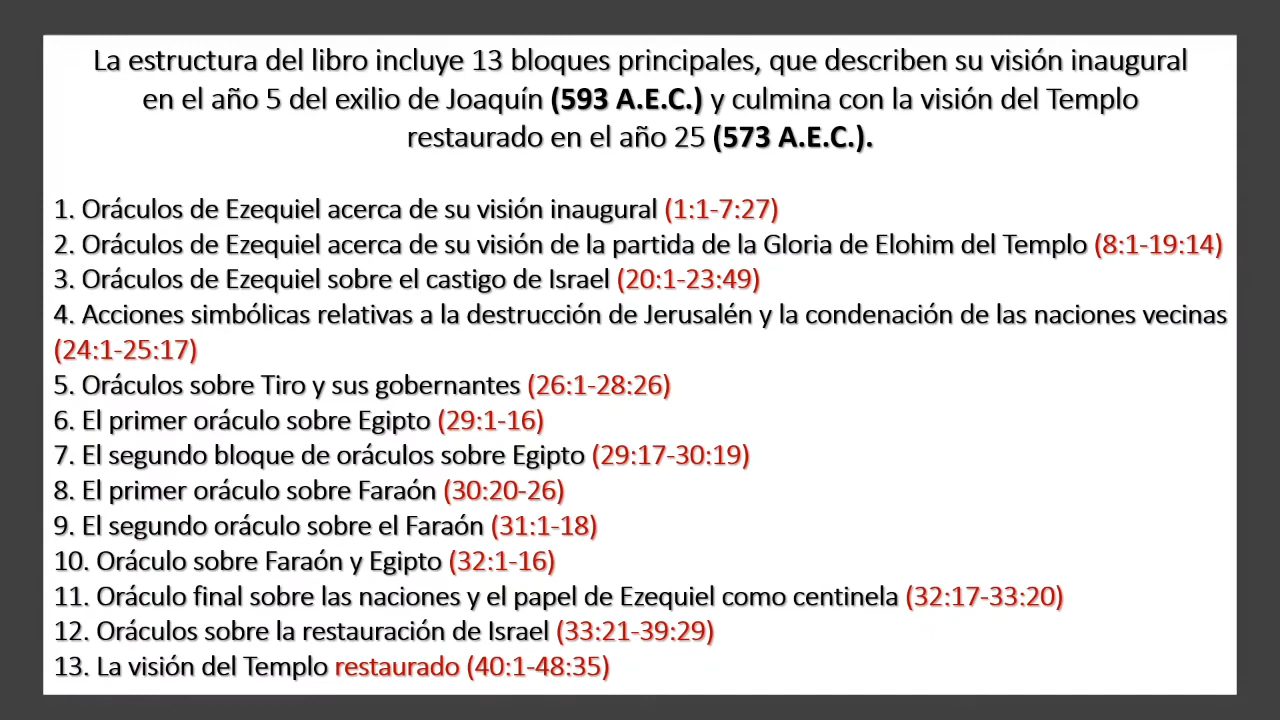 La estructura del libro incluye 13 bloques principales, que describen su visión inaugural
en el año 5 del exilio de Joaquín (593 A.E.C.) y culmina con la visión del Templo
restaurado en el año 25 (573 A.E.C.).
1. Oráculos de Ezequiel acerca de su visión inaugural (1:1-7:27)
2. Oráculos de Ezequiel acerca de su visión de la partida de la Gloria de Elohim del Templo (8:1-19:14)
3. Oráculos de Ezequiel sobre el castigo de Israel (20:1-23:49)
4. Acciones simbólicas relativas a la destrucción de Jerusalén y la condenación de las naciones vecinas
(24:1-25:17)
5. Oráculos sobre Tiro y sus gobernantes (26:1-28:26)
6. El primer oráculo sobre Egipto (29:1-16)
7. El segundo bloque de oráculos sobre Egipto (29:17-30:19)
8. El primer oráculo sobre Faraón (30:20-26)
9. El segundo oráculo sobre el Faraón (31:1-18)
10. Oráculo sobre Faraón y Egipto (32:1-16)
11. Oráculo final sobre las naciones y el papel de Ezequiel como centinela (32:17-33:20)
12. Oráculos sobre la restauración de Israel (33:21-39:29)
13. La visión del Templo restaurado (40:1-48:35)